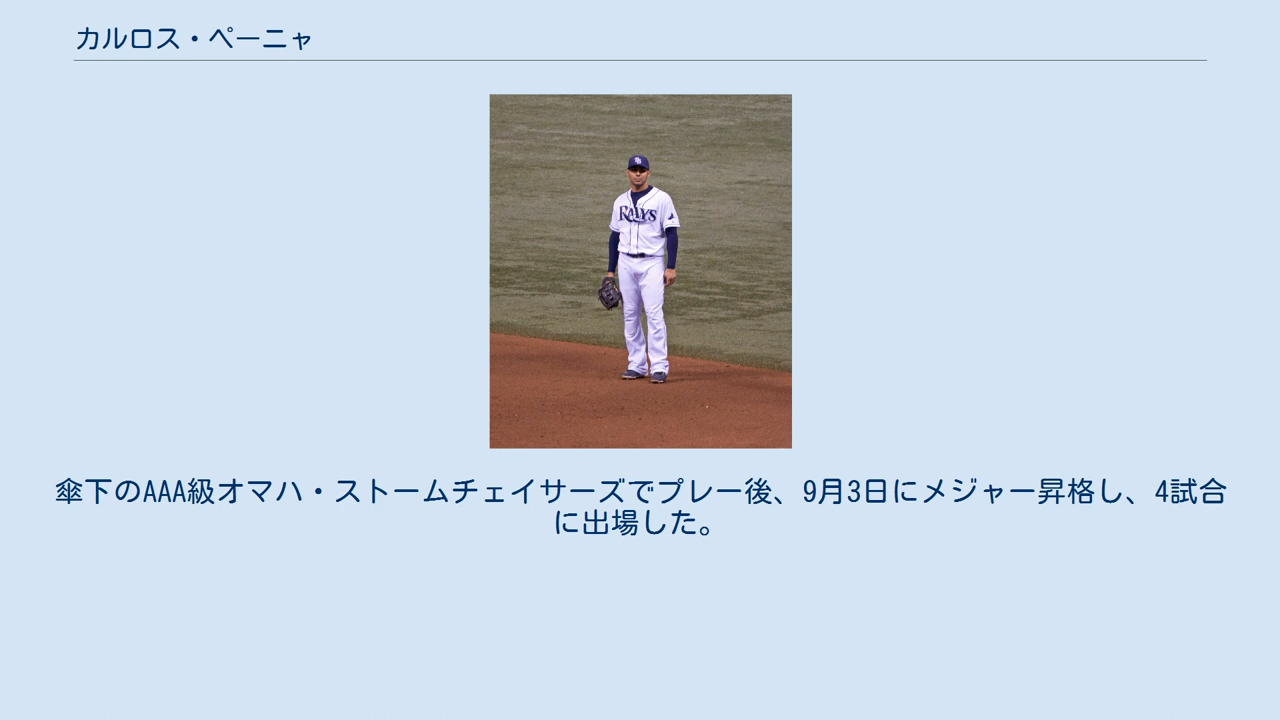 カルロス・ペーニャ
RAYS
傘下のAAA級オマハ・ストームチェイサーズでプレー後、9月3日にメジャー昇格し、4試合
に出場した。